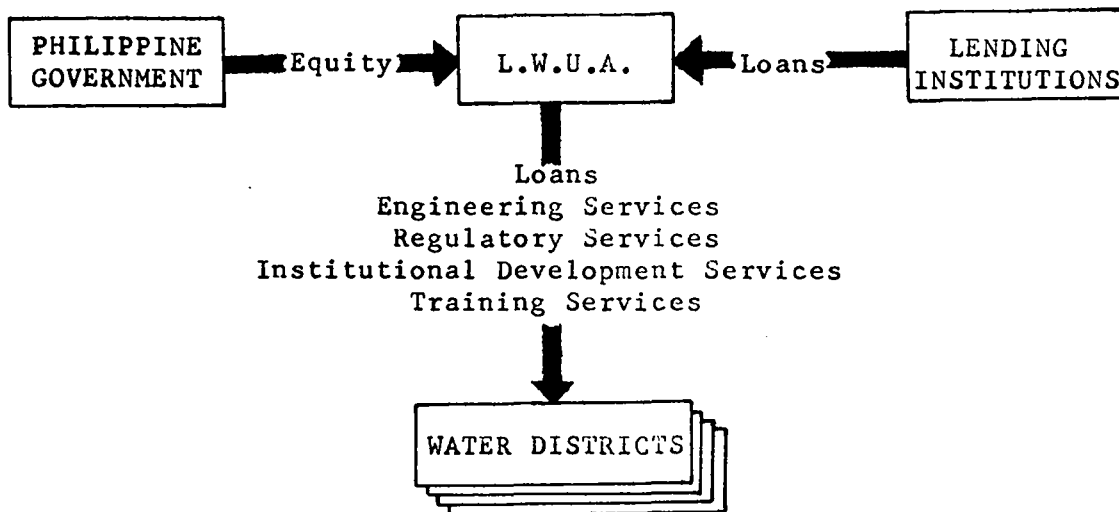 PHILIPPINE
GOVERNMENT
Equity
L.W.U.A.
Loans
LENDING
INSTITUTIONS
Loans
Engineering Services
Regulatory Services
Institutional Development Services
Training Services
WATER DISTRICTS